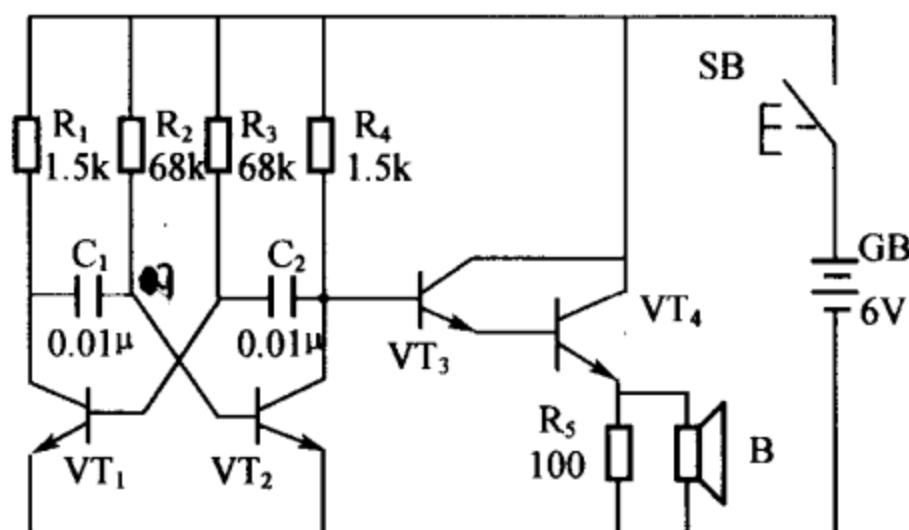 R₁
1.5k
R₂
68k
R₃
68k
R₄
1.5k
SB
C₁
0.01μ
C₂
0.01μ
GB
6V
VT₁
VT₂
VT₃
VT₄
R₅
100
B